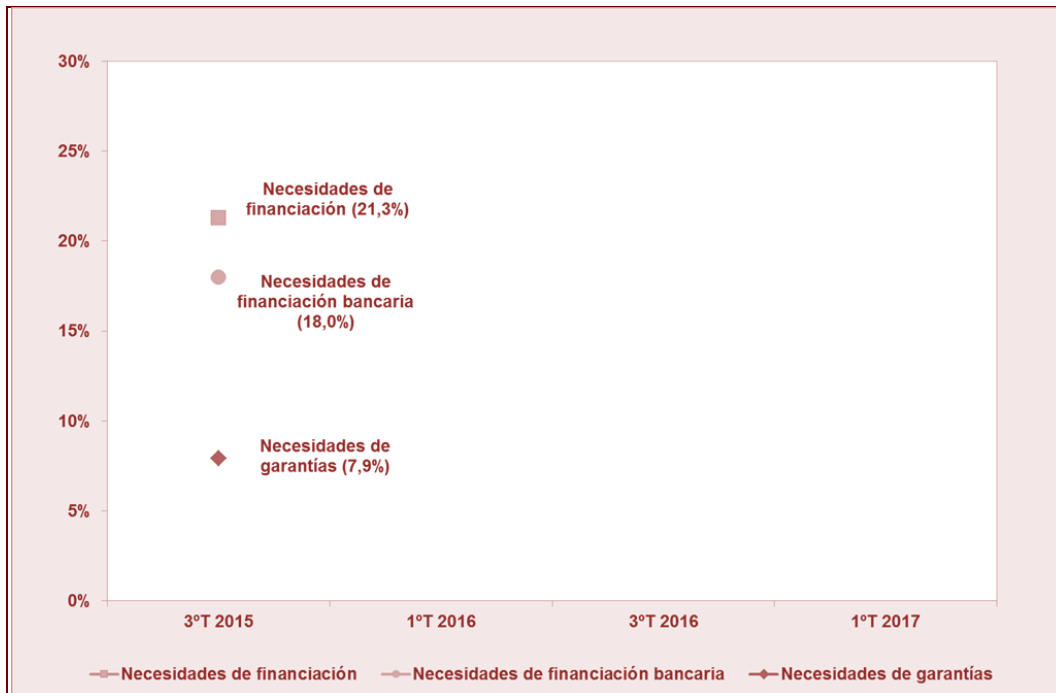 30%
25%
Necesidades de
financiación (21,3%)
20%
Necesidades de
financiación bancaria
(18,0%)
15%
10%
Necesidades de
garantías (7,9%)
5%
0%
3ºT 2015 1ºT 2016 3ºT 2016 1ºT 2017
Necesidades de financiación Necesidades de financiación bancaria Necesidades de garantías